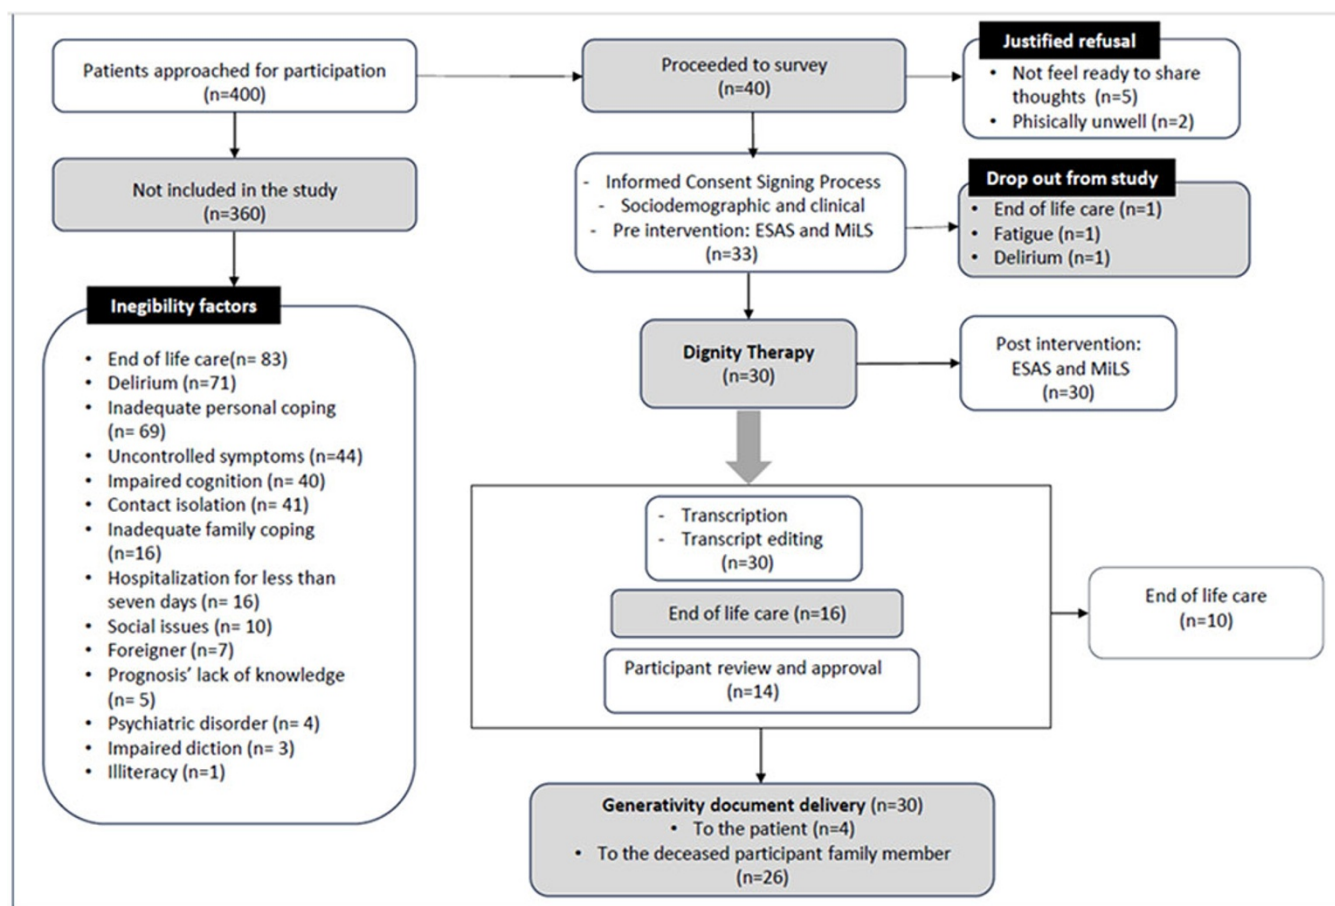 Patients approached for participation
(n=400)
Not included in the study
(n=360)
Inegibility factors
• End of life care(n= 83)
• Delirium (n=71)
• Inadequate personal coping
(n= 69)
• Uncontrolled symptoms (n=44)
• Impaired cognition (n= 40)
• Contact isolation (n= 41)
• Inadequate family coping
(n=16)
• Hospitalization for less than
seven days (n= 16)
• Social issues (n= 10)
• Foreigner (n=7)
• Prognosis’ lack of knowledge
(n= 5)
• Psychiatric disorder (n= 4)
• Impaired diction (n= 3)
• Illiteracy (n=1)
Proceeded to survey
(n=40)
Justified refusal
• Not feel ready to share
thoughts (n=5)
• Phisically unwell (n=2)
- Informed Consent Signing Process
- Sociodemographic and clinical
- Pre intervention: ESAS and MiLS
(n=33)
Drop out from study
• End of life care (n=1)
• Fatigue (n=1)
• Delirium (n=1)
Dignity Therapy
(n=30)
Post intervention:
ESAS and MiLS
(n=30)
- Transcription
- Transcript editing
(n=30)
End of life care (n=16)
Participant review and approval
(n=14)
End of life care
(n=10)
Generativity document delivery (n=30)
• To the patient (n=4)
• To the deceased participant family member
(n=26)